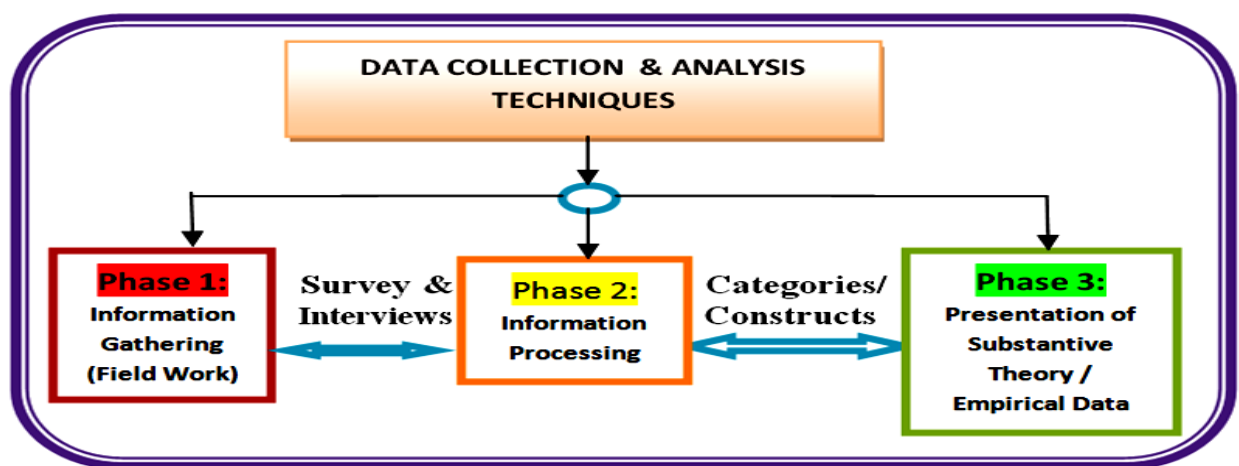 DATA COLLECTION & ANALYSIS
TECHNIQUES
Phase 1:
Information
Gathering
(Field Work)
Survey &
Interviews
Phase 2:
Information
Processing
Categories/
Constructs
Phase 3:
Presentation of
Substantive
Theory /
Empirical Data